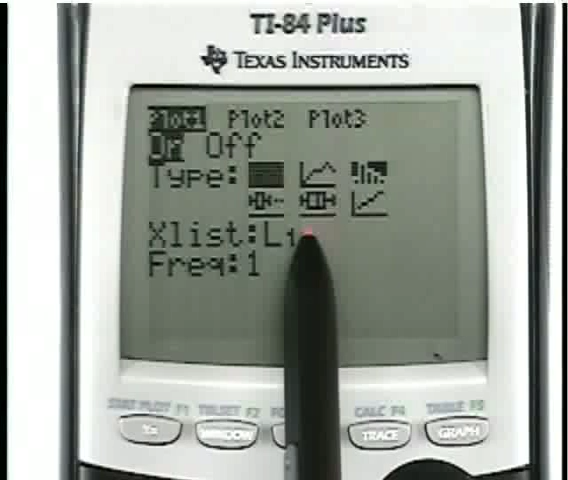 TI-84 Plus
TEXAS INSTRUMENTS
Plot1 Plot2 Plot3
On Off
Type:
Xlist:L1
Freq:1
STAT PLOT F1 TBLSET F2 CALC F4 TABLE F5
Y= WINDOW TRACE GRAPH